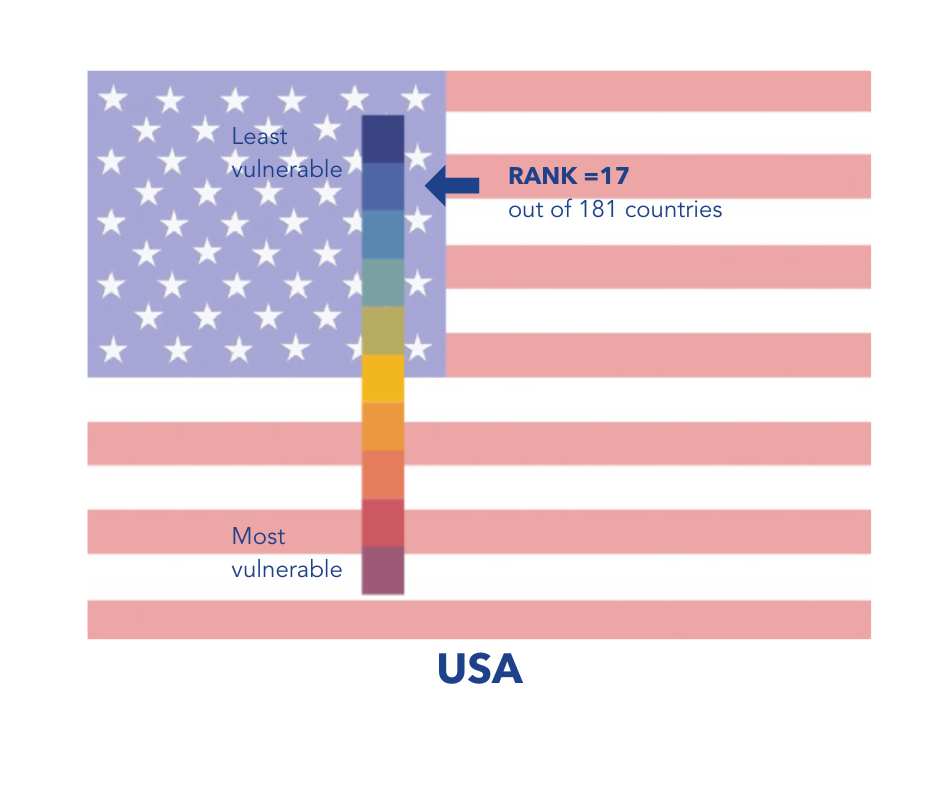 Least
vulnerable
RANK =17
out of 181 countries
Most
vulnerable
USA